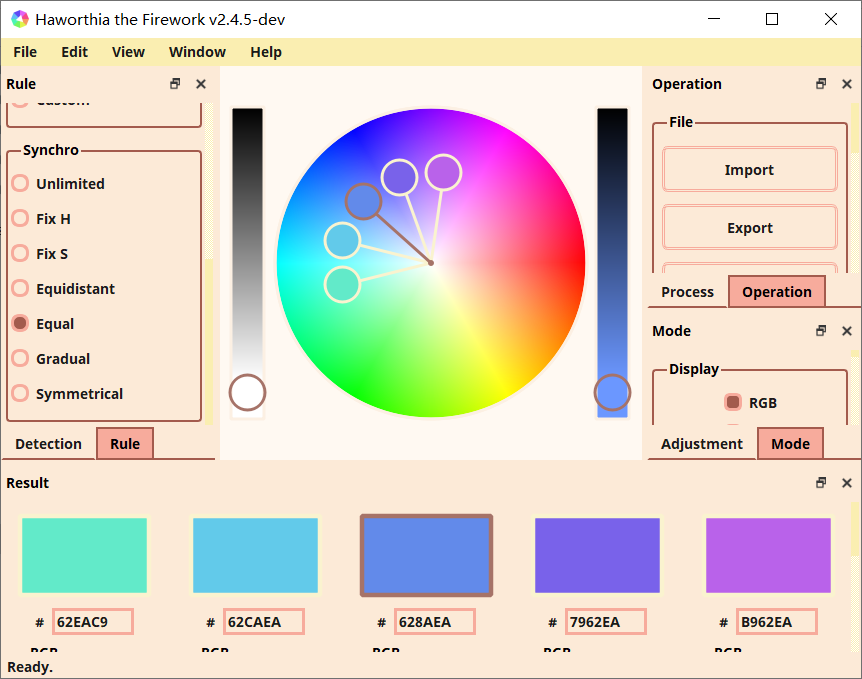 Haworthia the Firework v2.4.5-dev
File Edit View Window Help
Rule
Custom
Synchro
Unlimited
Fix H
Fix S
Equidistant
Equal
Gradual
Symmetrical
Detection Rule
Operation
File
Import
Export
Process Operation
Mode
Display
RGB
Adjustment Mode
Result
# 62EAC9 # 62CAEA # 628AEA # 7962EA # B962EA
RGB RGB RGB RGB RGB
Ready.